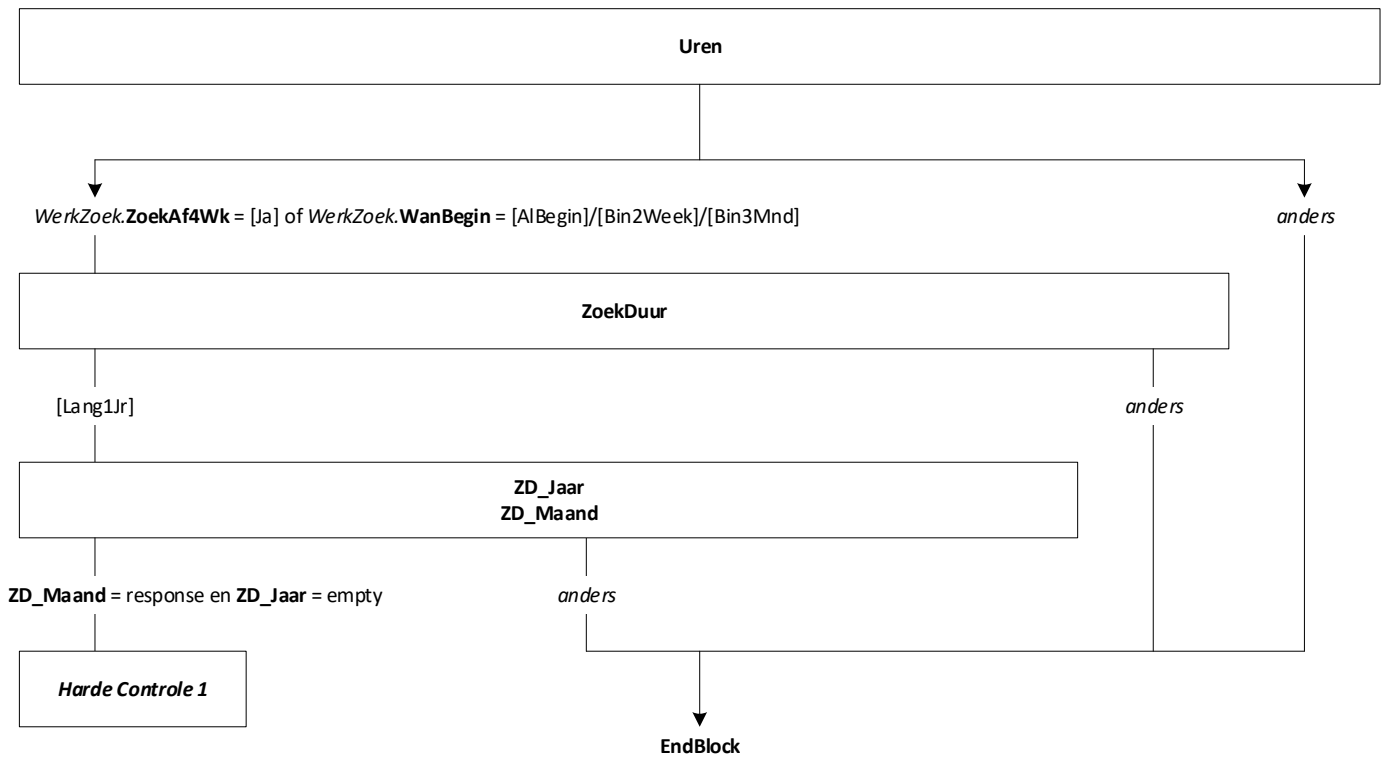 Uren
WerkZoek.ZoekAf4Wk = [Ja] of WerkZoek.WanBegin = [AlBegin]/[Bin2Week]/[Bin3Mnd]
anders
ZoekDuur
[Lang1Jr]
anders
ZD_Jaar
ZD_Maand
ZD_Maand = response en ZD_Jaar = empty
anders
Harde Controle 1
EndBlock